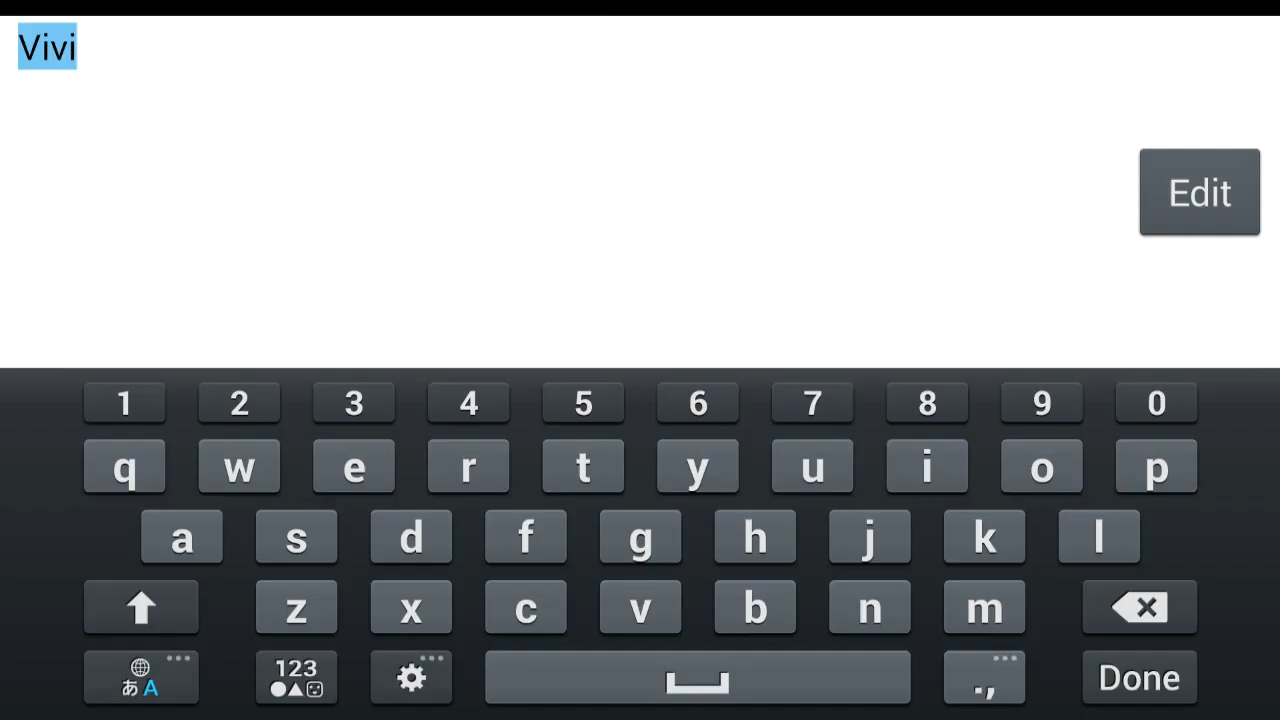 Vivi
Edit
1 2 3 4 5 6 7 8 9 0
q w e r t y u i o p
a s d f g h j k l
z x c v b n m
あA 123 ., Done